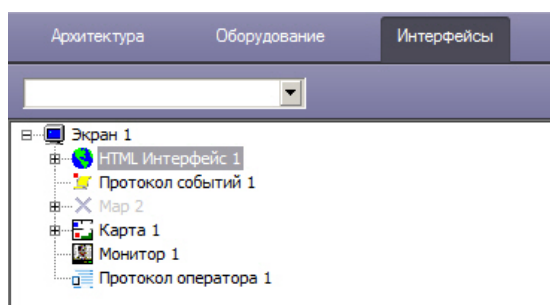 Архитектура Оборудование Интерфейсы
Экран 1
HTML Интерфейс 1
Протокол событий 1
Map 2
Карта 1
Монитор 1
Протокол оператора 1